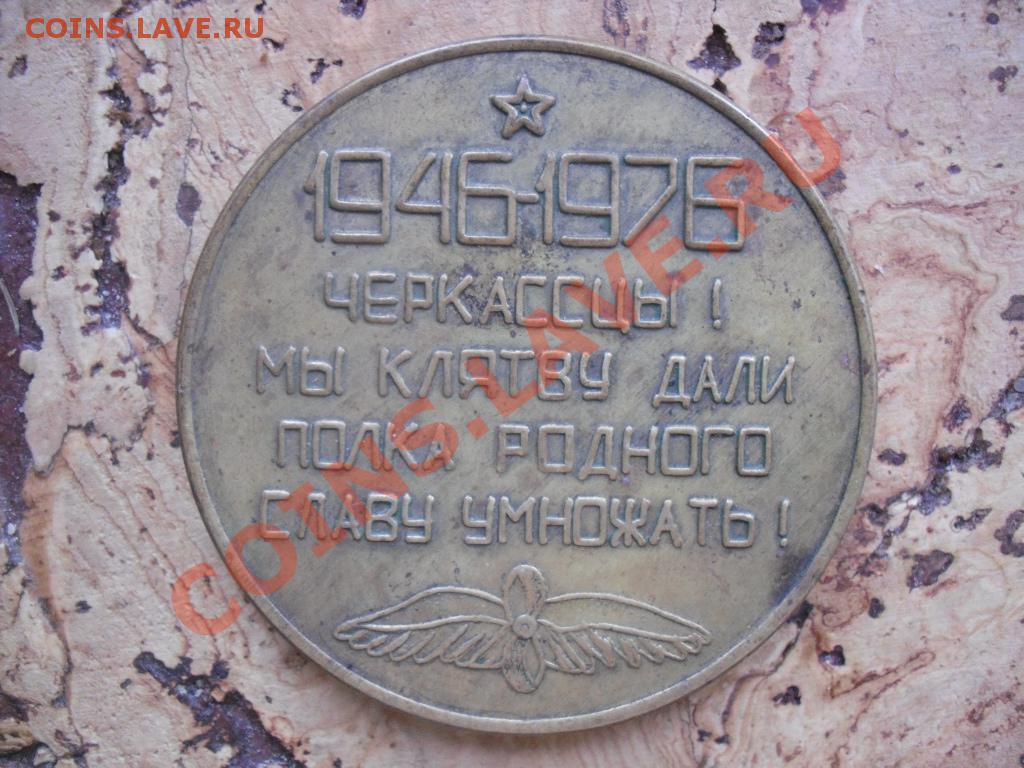 COINS.LAVE.RU
1946-1976
ЧЕРКАССЦЫ !
МЫ КЛЯТВУ ДАЛИ
ПОЛКА РОДНОГО
СЛАВУ УМНОЖАТЬ !
COINS.LAVE.RU